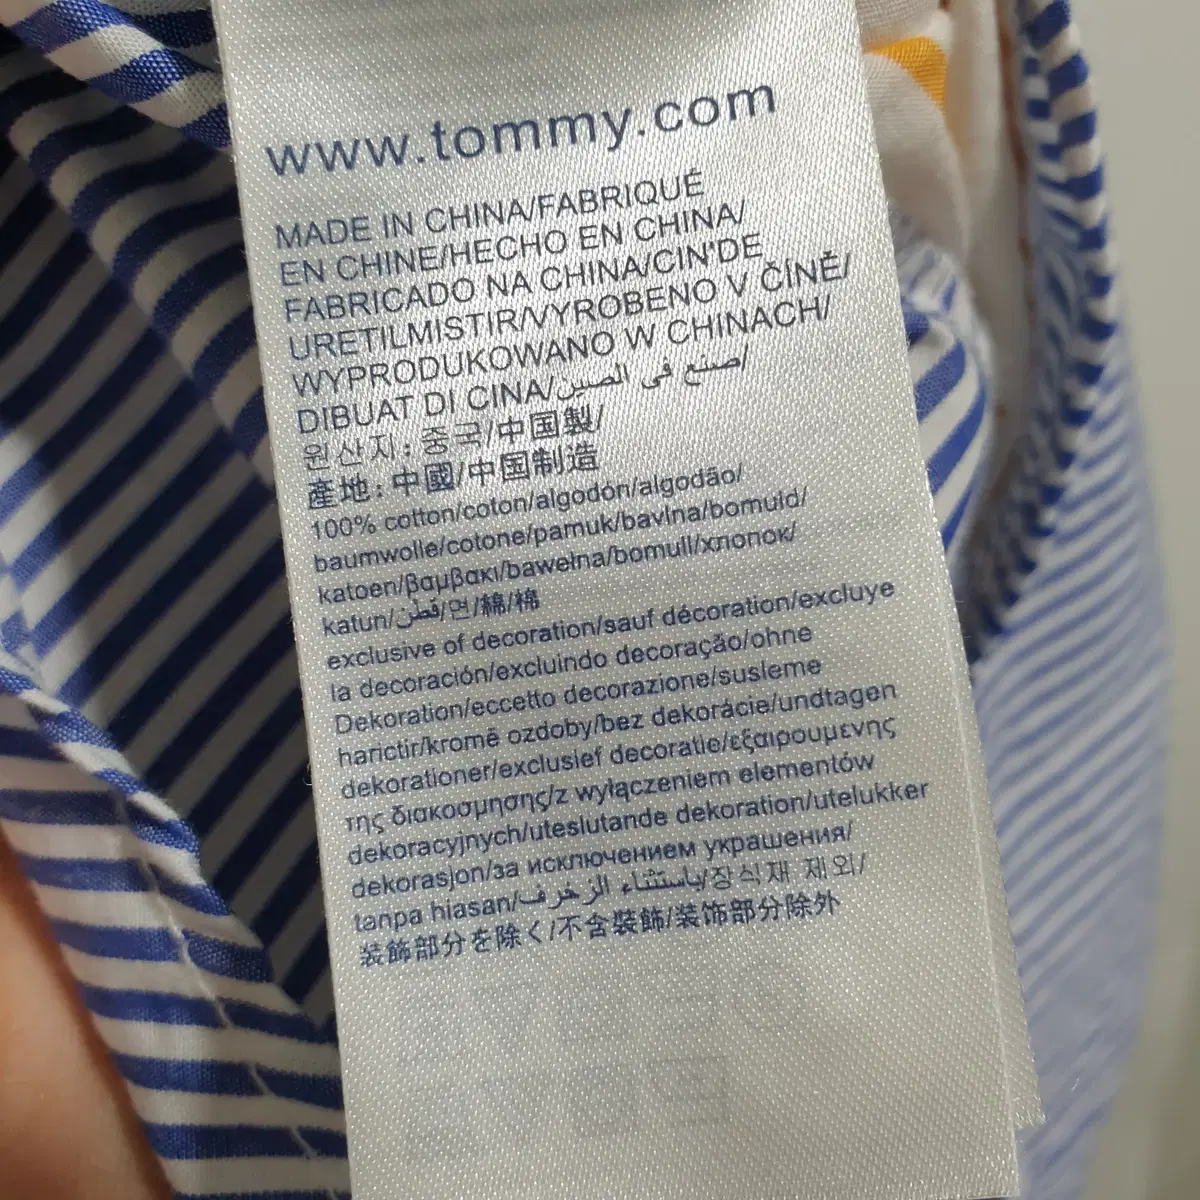 www.tommy.com
MADE IN CHINA/FABRIQUÉ
EN CHINE/HECHO EN CHINA/
FABRICADO NA CHINA/CIN'DE
URETILMISTIR/VYROBENO V ČÍNĚ/
WYPRODUKOWANO W CHINACH/
DIBUAT DI CINA/صنع في الصين/
원산지: 중국/中国製/
產地: 中國/中国制造
100% cotton/coton/algodón/algodão/
baumwolle/cotone/pamuk/bavlna/bomuld/
katoen/βαμβακι/bawełna/bomull/хлопок/
katun/قطن/면/綿/棉
exclusive of decoration/sauf décoration/excluye
la decoración/excluindo decoração/ohne
Dekoration/eccetto decorazione/susleme
harictir/kromě ozdoby/bez dekorácie/undtagen
dekorationer/exclusief decoratie/εξαιρουμενης
της διακοσμησης/z wyłączeniem elementów
dekoracyjnych/uteslutande dekoration/utelukker
dekorasjon/за исключением украшения/
tanpa hiasan/باستثناء الزخرف/장식재 제외/
装飾部分を除く/不含裝飾/装饰部分除外